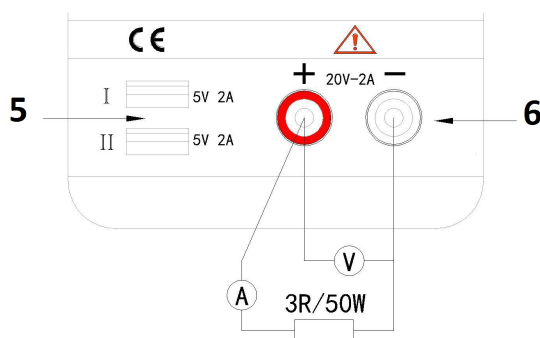 CE
!
+ 20V-2A −
I 5V 2A
5 6
II 5V 2A
V
A 3R/50W